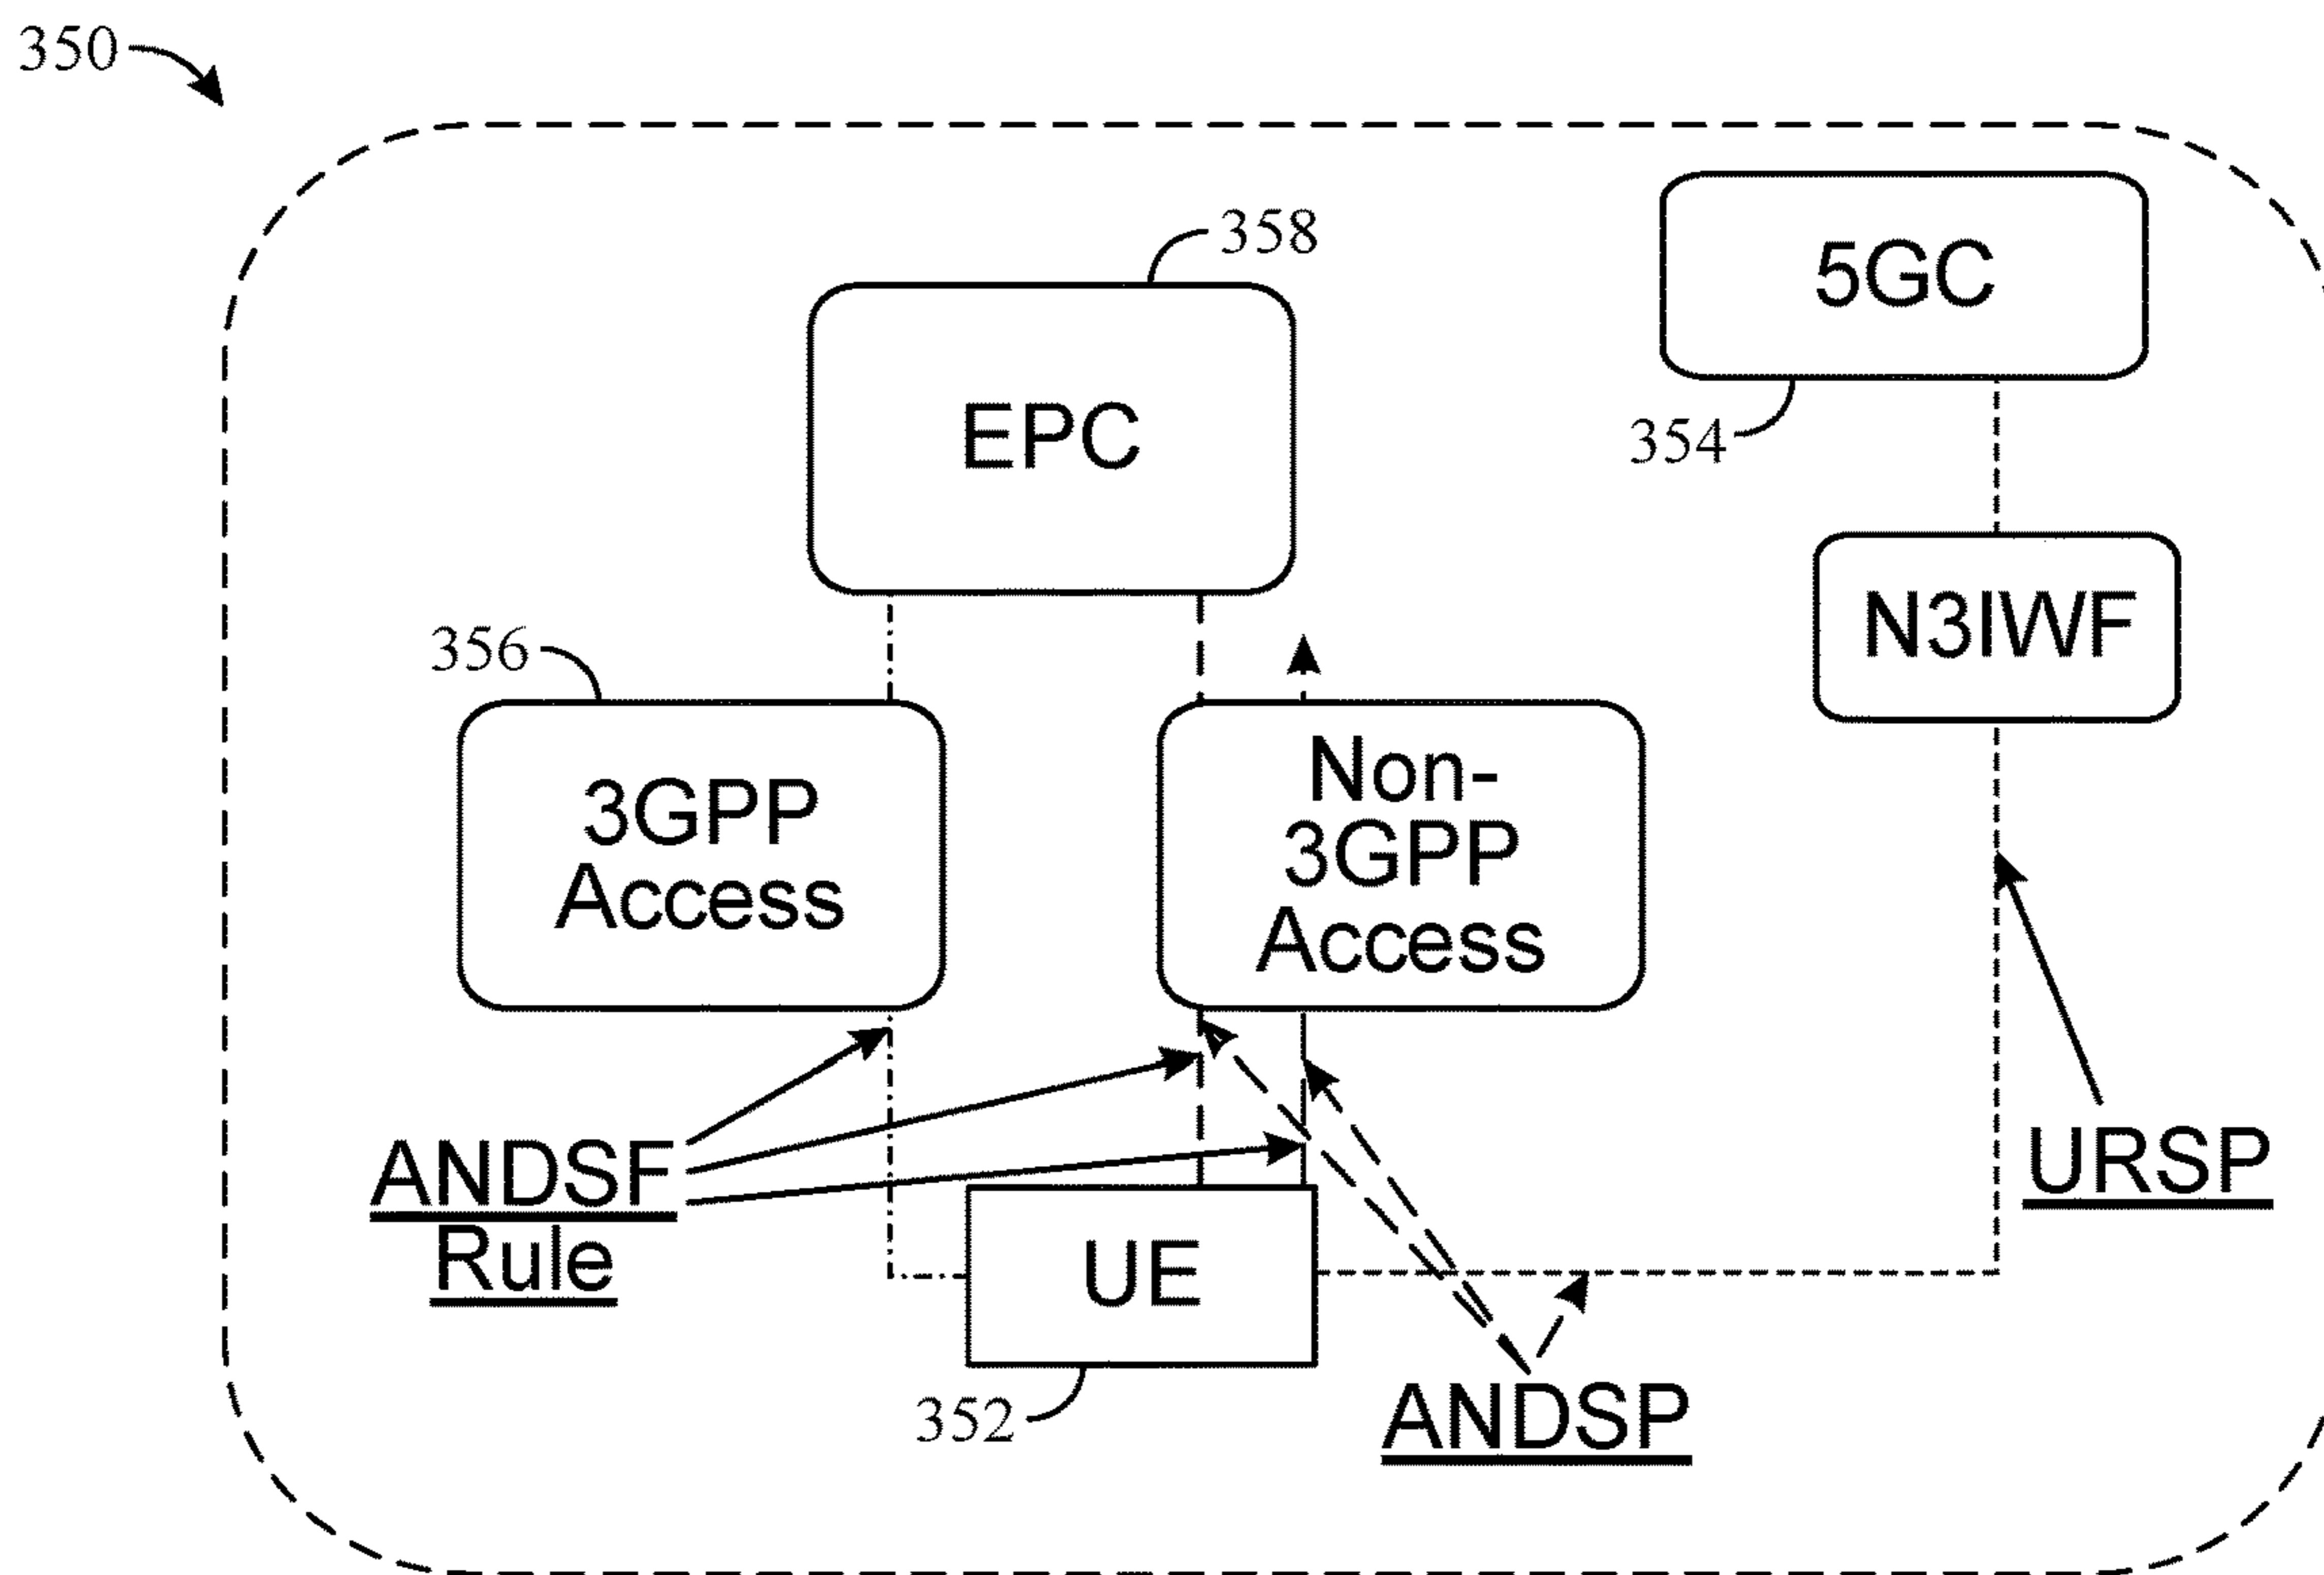 350
358
5GC
EPC
354
N3IWF
356
3GPP
Access
Non-
3GPP
Access
ANDSF
Rule
UE
URSP
352
ANDSP